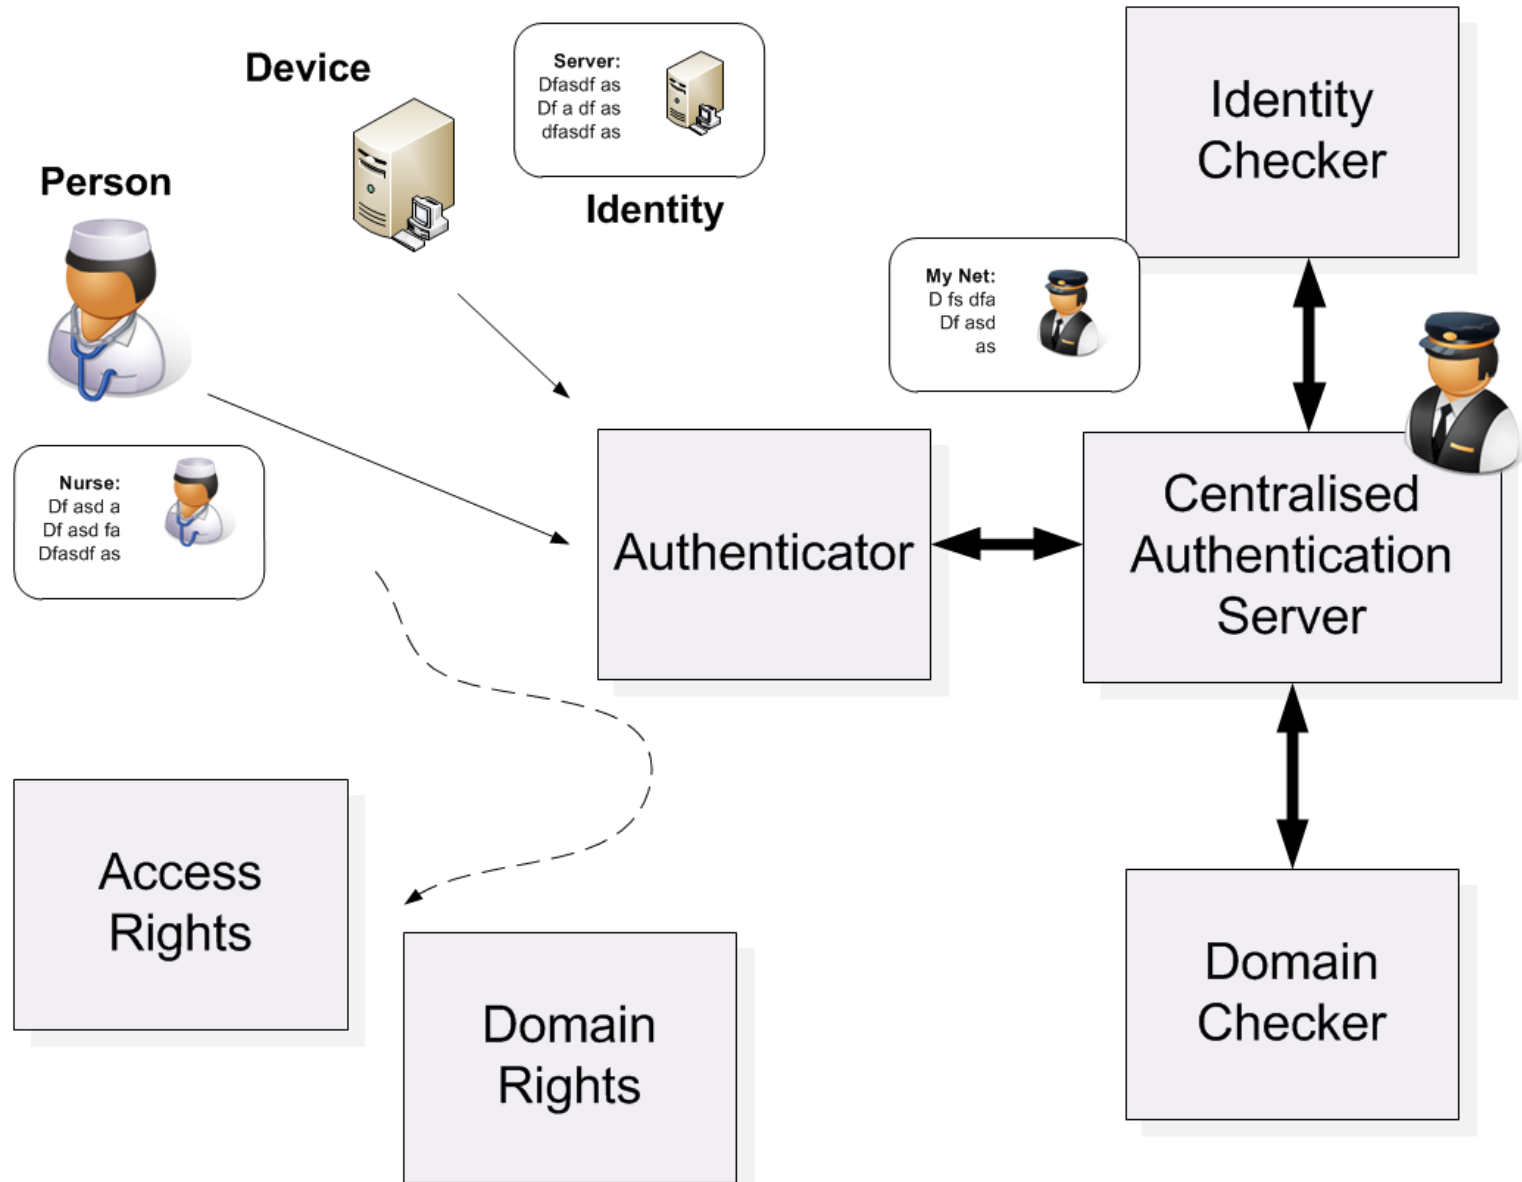 Device
Server:
Dfasdf as
Df a df as
dfasdf as
Identity
Person
Nurse:
Df asd a
Df asd fa
Dfasdf as
My Net:
D fs dfa
Df asd
as
Identity
Checker
Authenticator
Centralised
Authentication
Server
Access
Rights
Domain
Rights
Domain
Checker